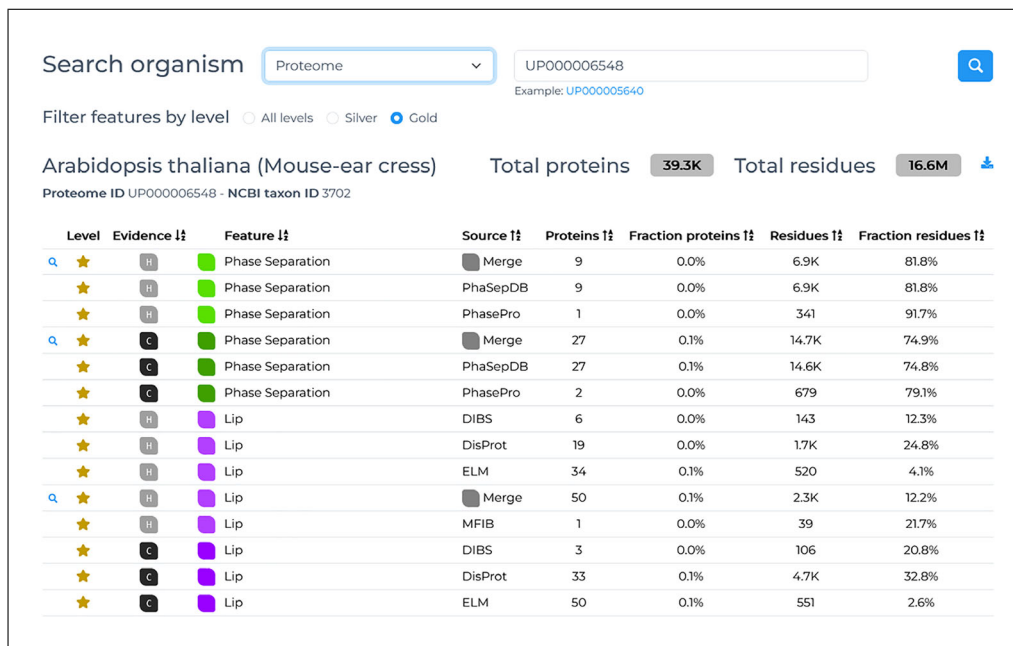 Search organism Proteome UP000006548
Example: UP000005640
Filter features by level All levels Silver Gold
Arabidopsis thaliana (Mouse-ear cress) Total proteins 39.3K Total residues 16.6M
Proteome ID UP000006548 - NCBI taxon ID 3702
Level Evidence Feature Source Proteins Fraction proteins Residues Fraction residues
H Phase Separation Merge 9 0.0% 6.9K 81.8%
H Phase Separation PhaSepDB 9 0.0% 6.9K 81.8%
H Phase Separation PhasePro 1 0.0% 341 91.7%
C Phase Separation Merge 27 0.1% 14.7K 74.9%
C Phase Separation PhaSepDB 27 0.1% 14.6K 74.8%
C Phase Separation PhasePro 2 0.0% 679 79.1%
H Lip DIBS 6 0.0% 143 12.3%
H Lip DisProt 19 0.0% 1.7K 24.8%
H Lip ELM 34 0.1% 520 4.1%
H Lip Merge 50 0.1% 2.3K 12.2%
H Lip MFIB 1 0.0% 39 21.7%
C Lip DIBS 3 0.0% 106 20.8%
C Lip DisProt 33 0.1% 4.7K 32.8%
C Lip ELM 50 0.1% 551 2.6%